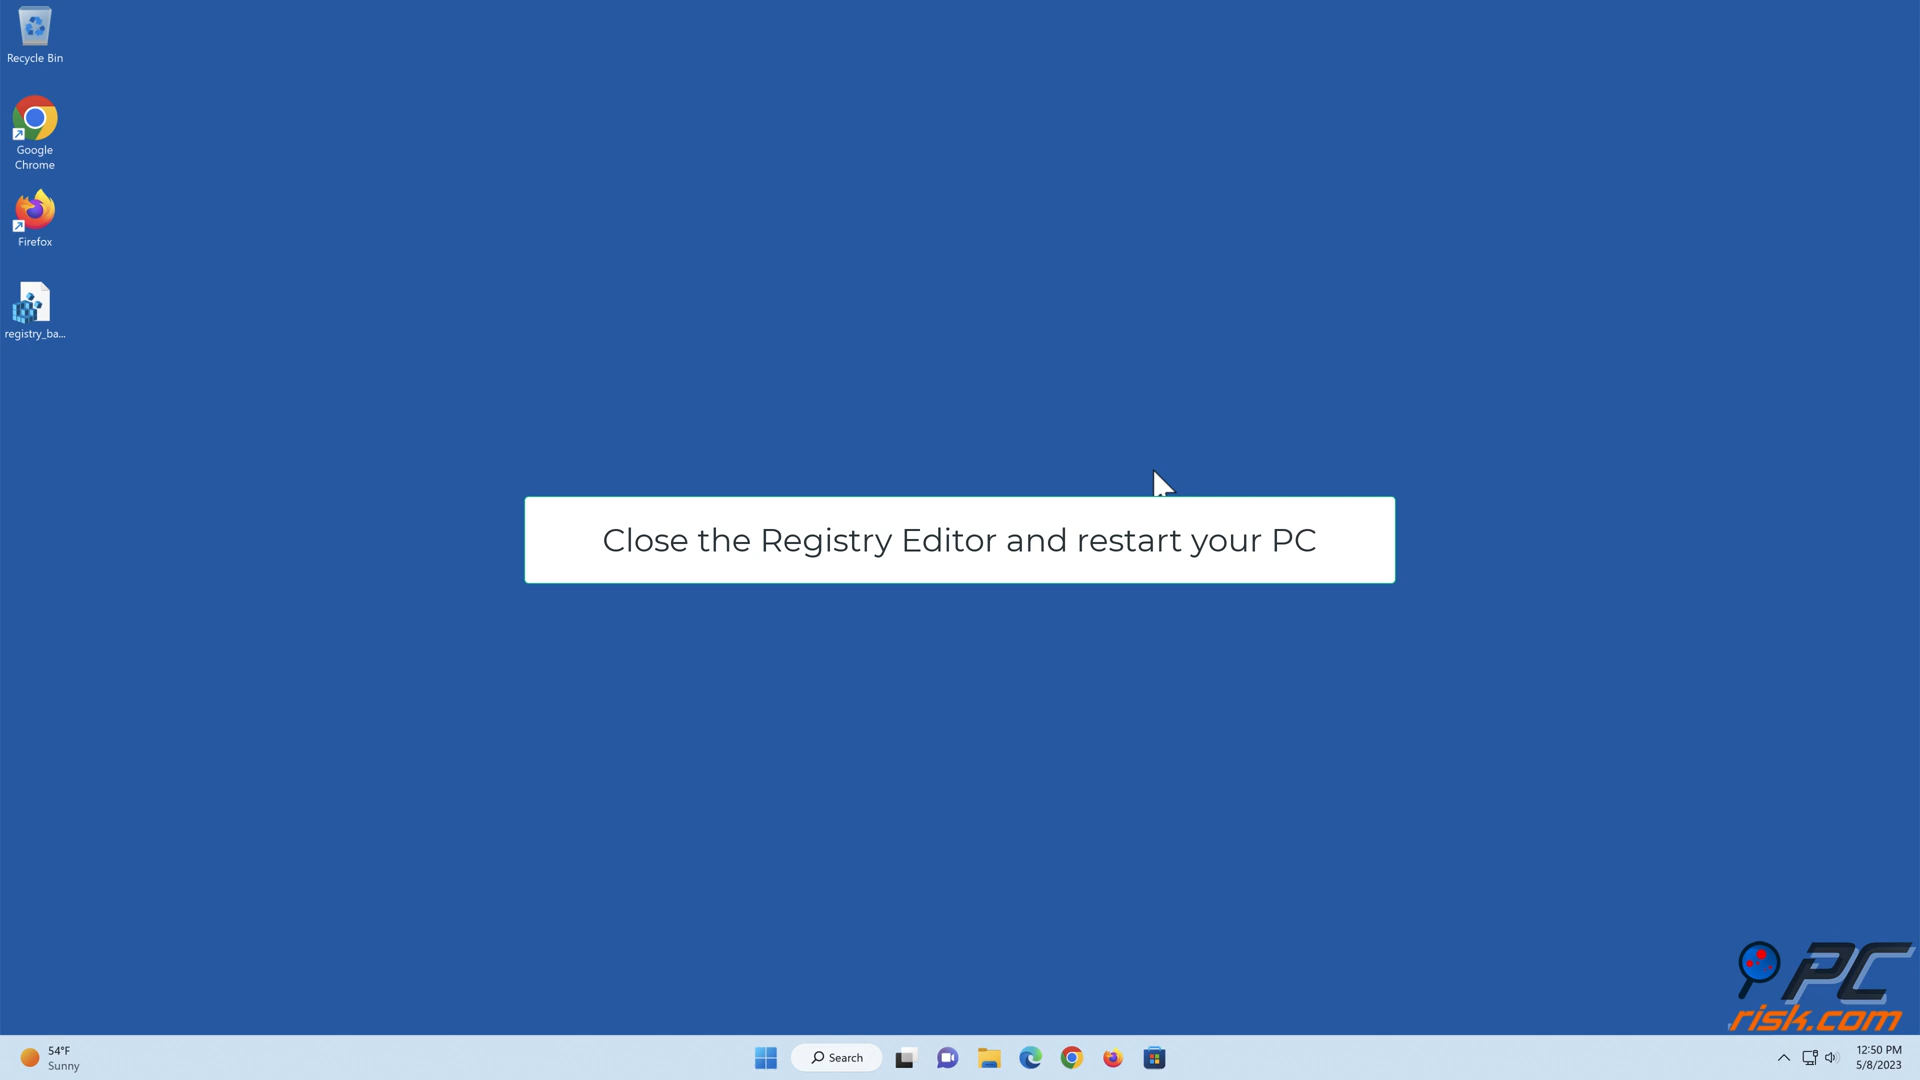 Recycle Bin
Google
Chrome
Firefox
registry_ba...
Close the Registry Editor and restart your PC
PC
risk.com
54°F
Sunny
Search
12:50 PM
5/8/2023